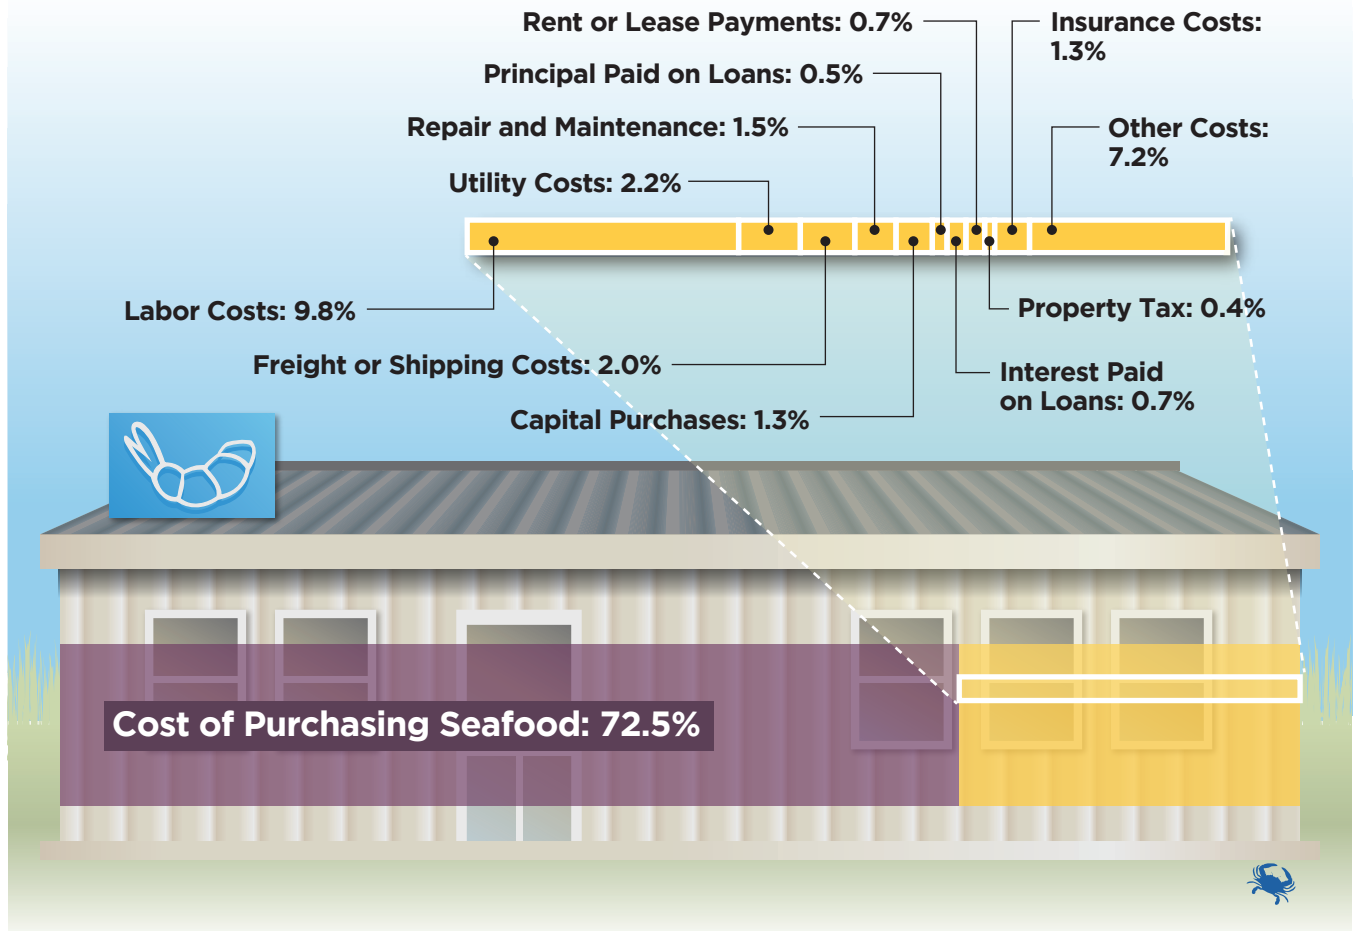 Rent or Lease Payments: 0.7%
Insurance Costs:
1.3%
Principal Paid on Loans: 0.5%
Repair and Maintenance: 1.5%
Other Costs:
7.2%
Utility Costs: 2.2%
Labor Costs: 9.8%
Property Tax: 0.4%
Freight or Shipping Costs: 2.0%
Interest Paid
on Loans: 0.7%
Capital Purchases: 1.3%
Cost of Purchasing Seafood: 72.5%